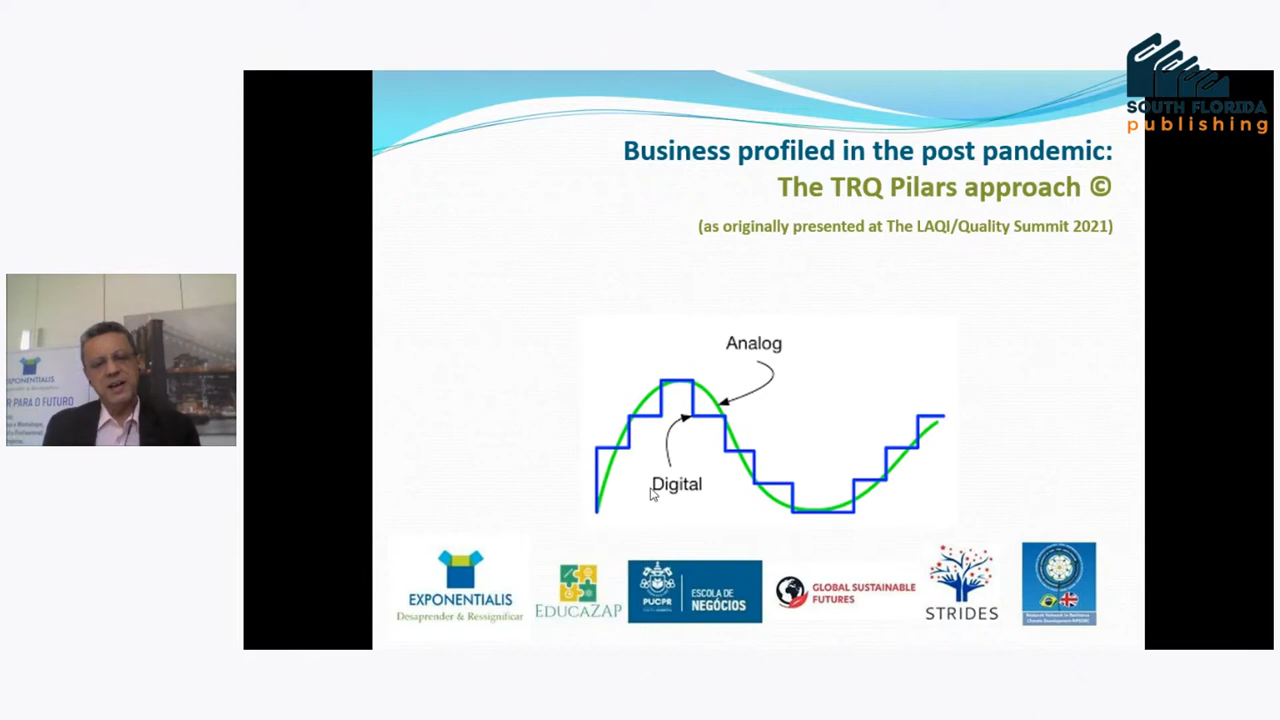 SOUTH FLORIDA
publishing
Business profiled in the post pandemic:
The TRQ Pilars approach ©
(as originally presented at The LAQI/Quality Summit 2021)
Analog
Digital
EXPONENTIALIS
R PARA O FUTURO
EXPONENTIALIS
Desaprender & Ressignificar
EDUCAZAP
PUCPR
ESCOLA DE
NEGÓCIOS
GLOBAL SUSTAINABLE
FUTURES
STRIDES